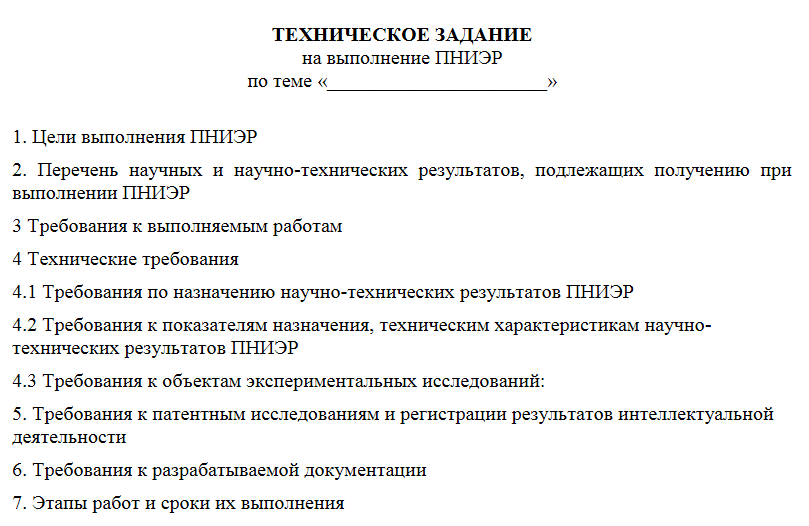 ТЕХНИЧЕСКОЕ ЗАДАНИЕ
на выполнение ПНИЭР
по теме «______________________»
1. Цели выполнения ПНИЭР
2. Перечень научных и научно-технических результатов, подлежащих получению при
выполнении ПНИЭР
3 Требования к выполняемым работам
4 Технические требования
4.1 Требования по назначению научно-технических результатов ПНИЭР
4.2 Требования к показателям назначения, техническим характеристикам научно-
технических результатов ПНИЭР
4.3 Требования к объектам экспериментальных исследований:
5. Требования к патентным исследованиям и регистрации результатов интеллектуальной
деятельности
6. Требования к разрабатываемой документации
7. Этапы работ и сроки их выполнения